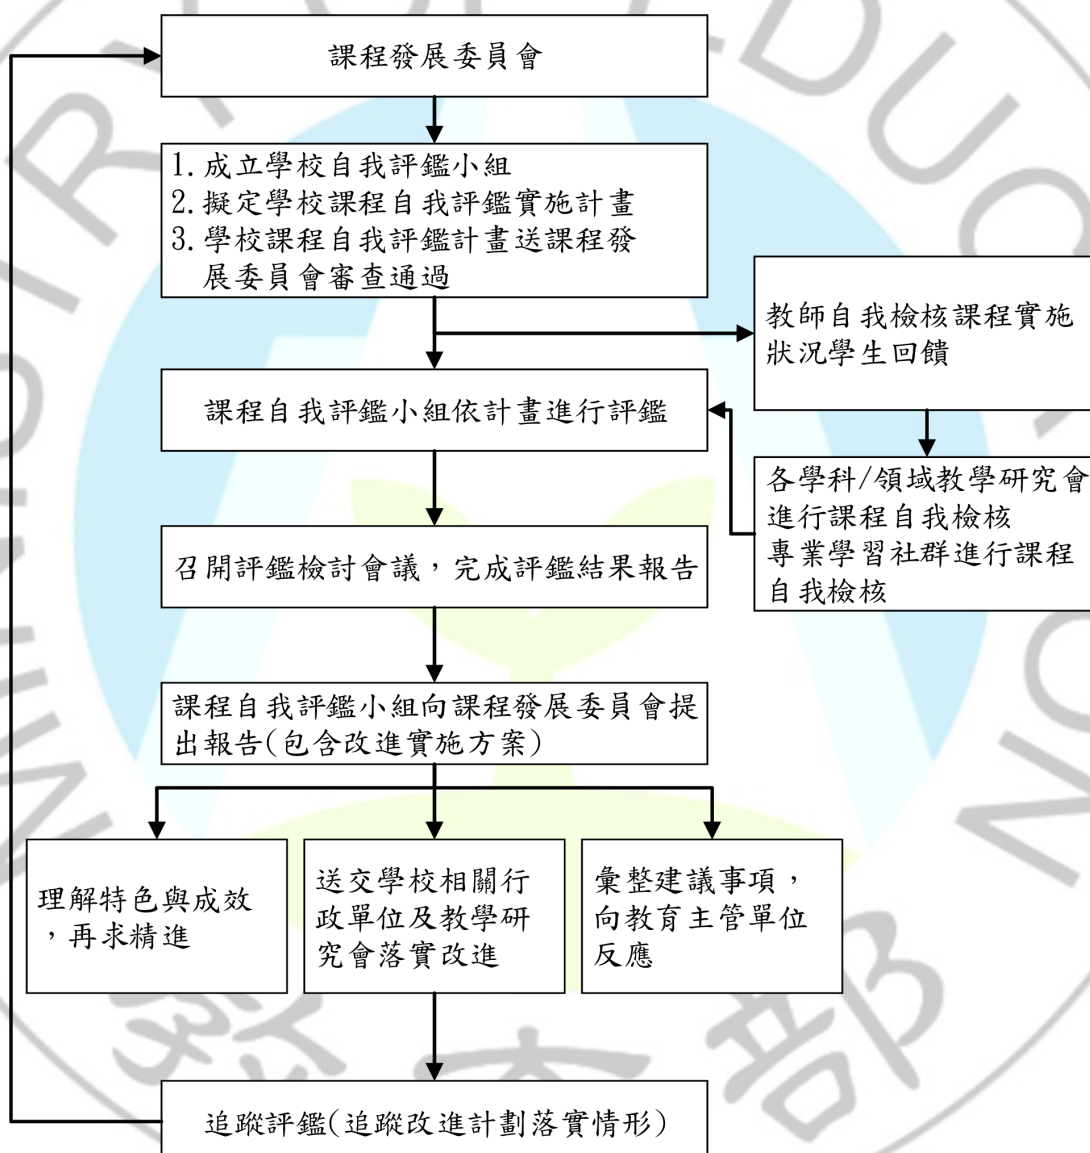 課程發展委員會
1.成立學校自我評鑑小組
2.擬定學校課程自我評鑑實施計畫
3.學校課程自我評鑑計畫送課程發
展委員會審查通過
教師自我檢核課程實施
狀況學生回饋
課程自我評鑑小組依計畫進行評鑑
各學科/領域教學研究會
進行課程自我檢核
專業學習社群進行課程
自我檢核
召開評鑑檢討會議，完成評鑑結果報告
課程自我評鑑小組向課程發展委員會提
出報告(包含改進實施方案)
理解特色與成效
，再求精進
送交學校相關行
政單位及教學研
究會落實改進
彙整建議事項，
向教育主管單位
反應
追蹤評鑑(追蹤改進計劃落實情形)